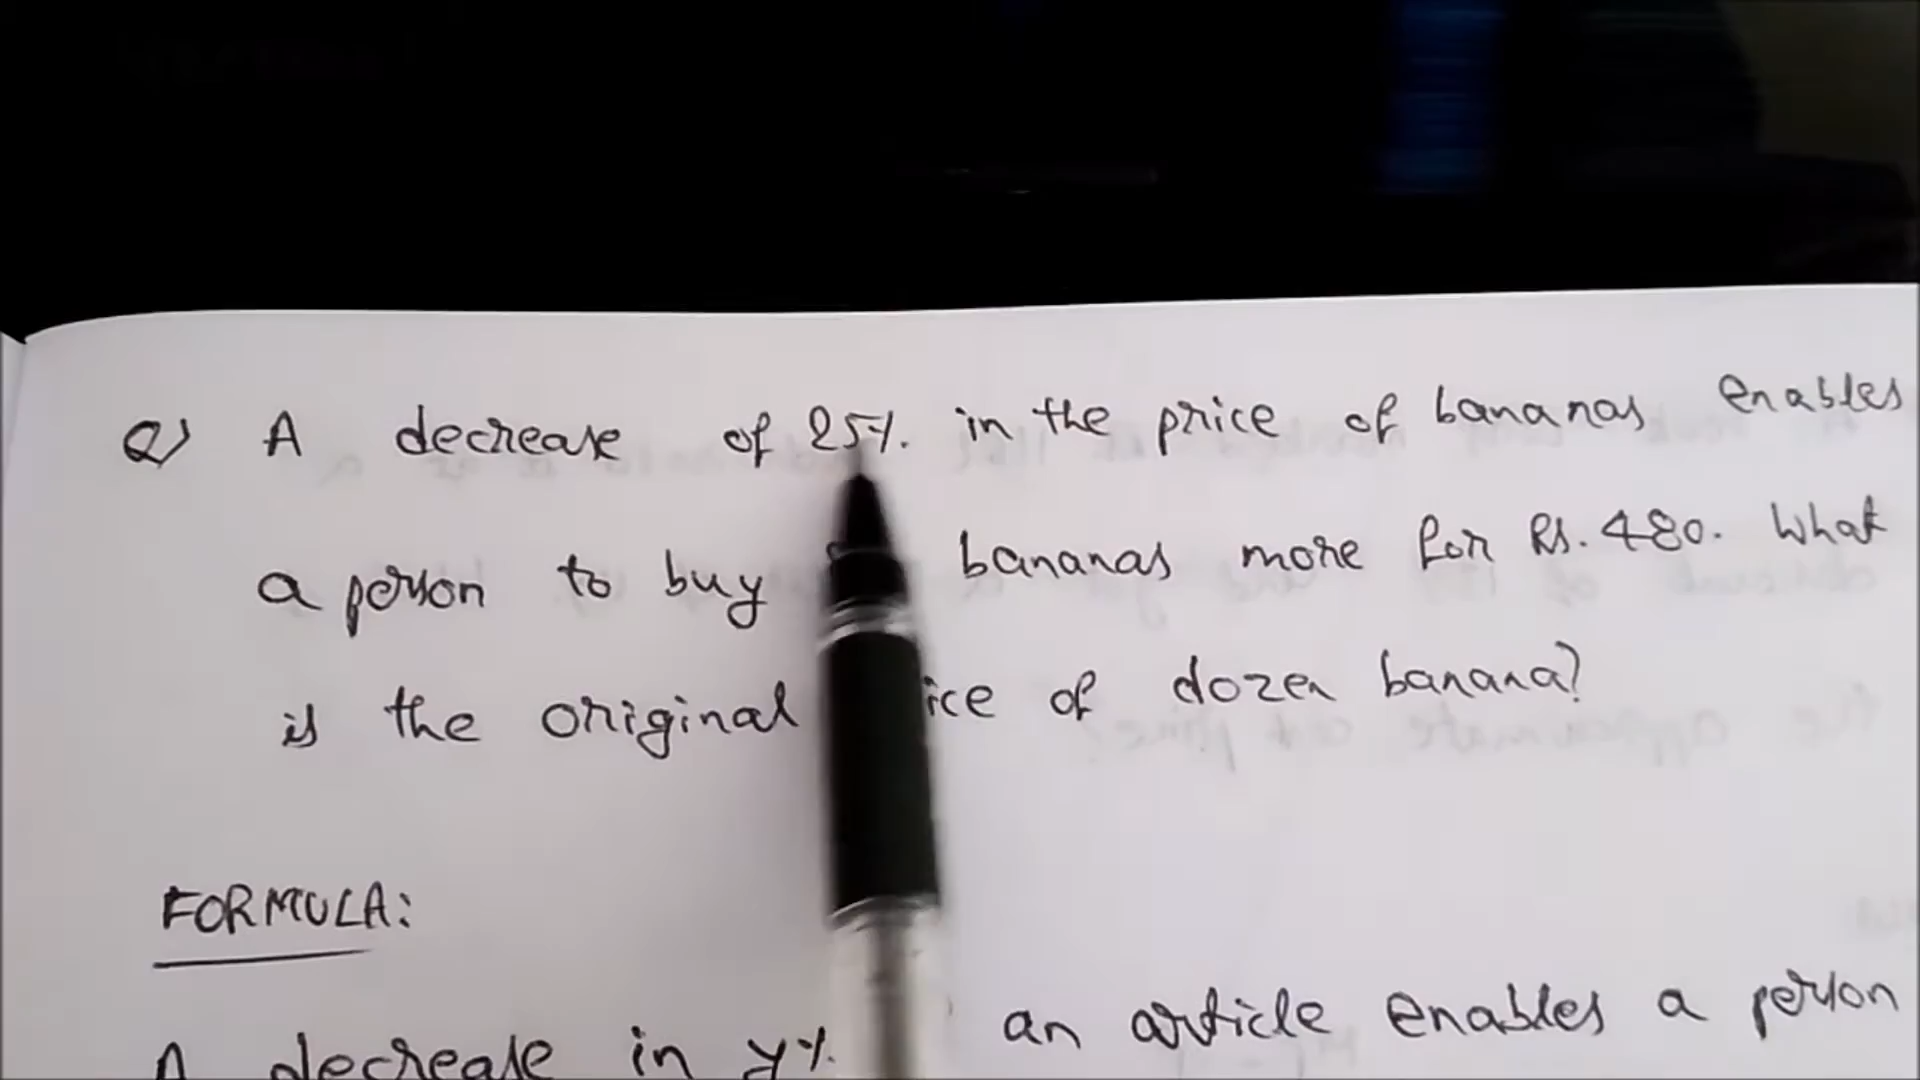 Q) A decrease of 25%. in the price of bananas enables
a person to buy bananas more for Rs. 480. What
is the original ice of dozen banana?
FORMULA:
A decrease in y% an article enables a person